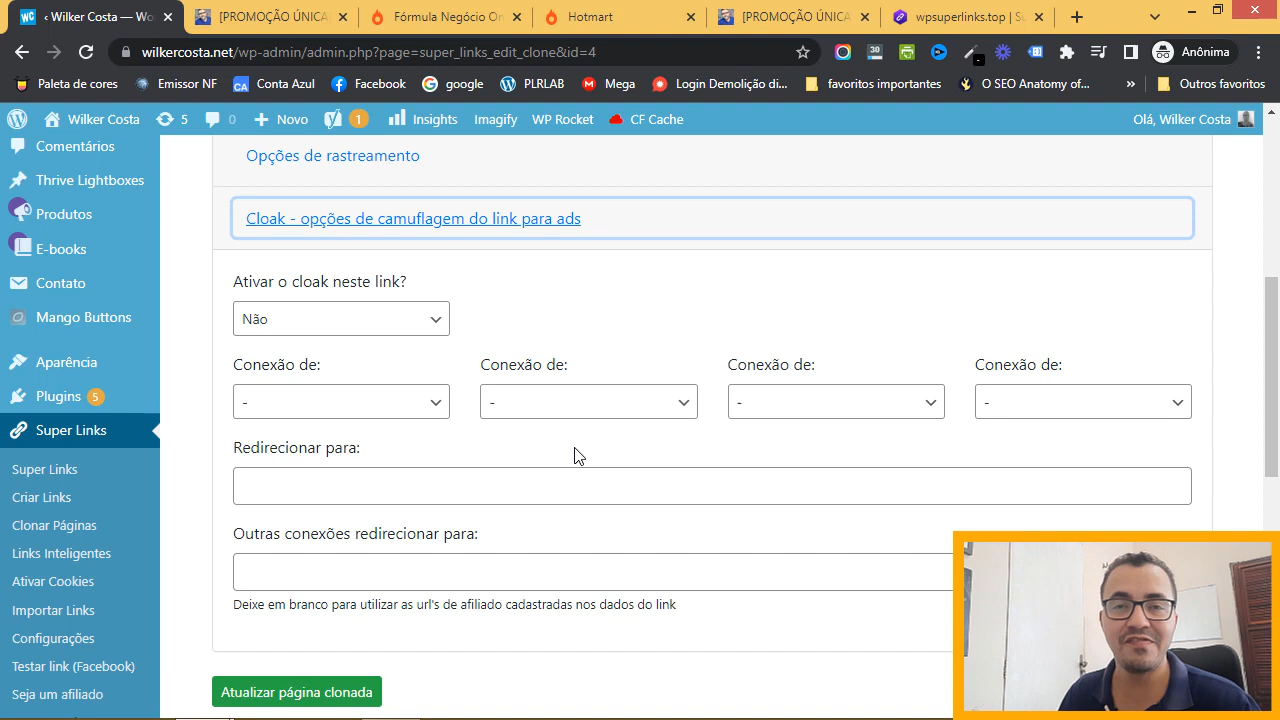 ‹ Wilker Costa — Wo
[PROMOÇÃO ÚNICA
Fórmula Negócio On
Hotmart
[PROMOÇÃO ÚNICA
wpsuperlinks.top | Su
wilkercosta.net/wp-admin/admin.php?page=super_links_edit_clone&id=4
30
Anônima
Paleta de cores
Emissor NF
Conta Azul
Facebook
google
PLRLAB
Mega
Login Demolição di...
favoritos importantes
O SEO Anatomy of...
»
Outros favoritos
Wilker Costa
5
0
Novo
1
Insights
Imagify
WP Rocket
CF Cache
Olá, Wilker Costa
Comentários
Thrive Lightboxes
Produtos
E-books
Contato
Mango Buttons
Aparência
Plugins 5
Super Links
Super Links
Criar Links
Clonar Páginas
Links Inteligentes
Ativar Cookies
Importar Links
Configurações
Testar link (Facebook)
Seja um afiliado
Opções de rastreamento
Cloak - opções de camuflagem do link para ads
Ativar o cloak neste link?
Não
Conexão de: Conexão de: Conexão de: Conexão de:
- - - -
Redirecionar para:
Outras conexões redirecionar para:
Deixe em branco para utilizar as url's de afiliado cadastradas nos dados do link
Atualizar página clonada